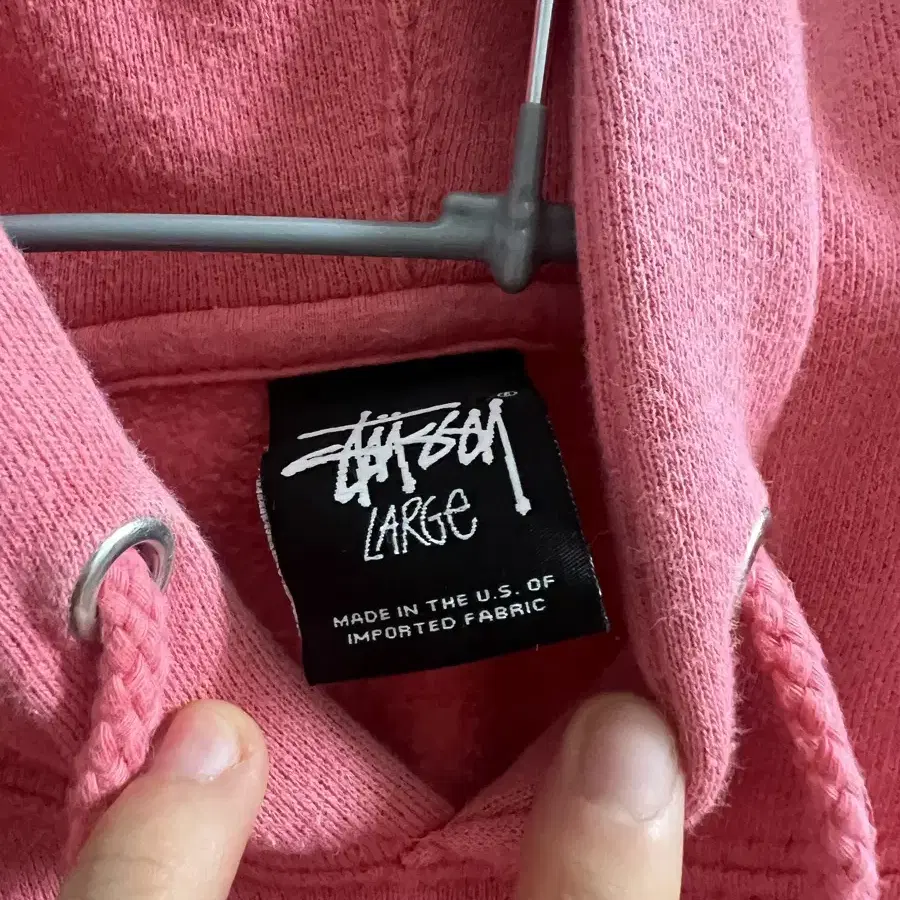 Stüssy ®
LARGe
MADE IN THE U.S. OF
IMPORTED FABRIC